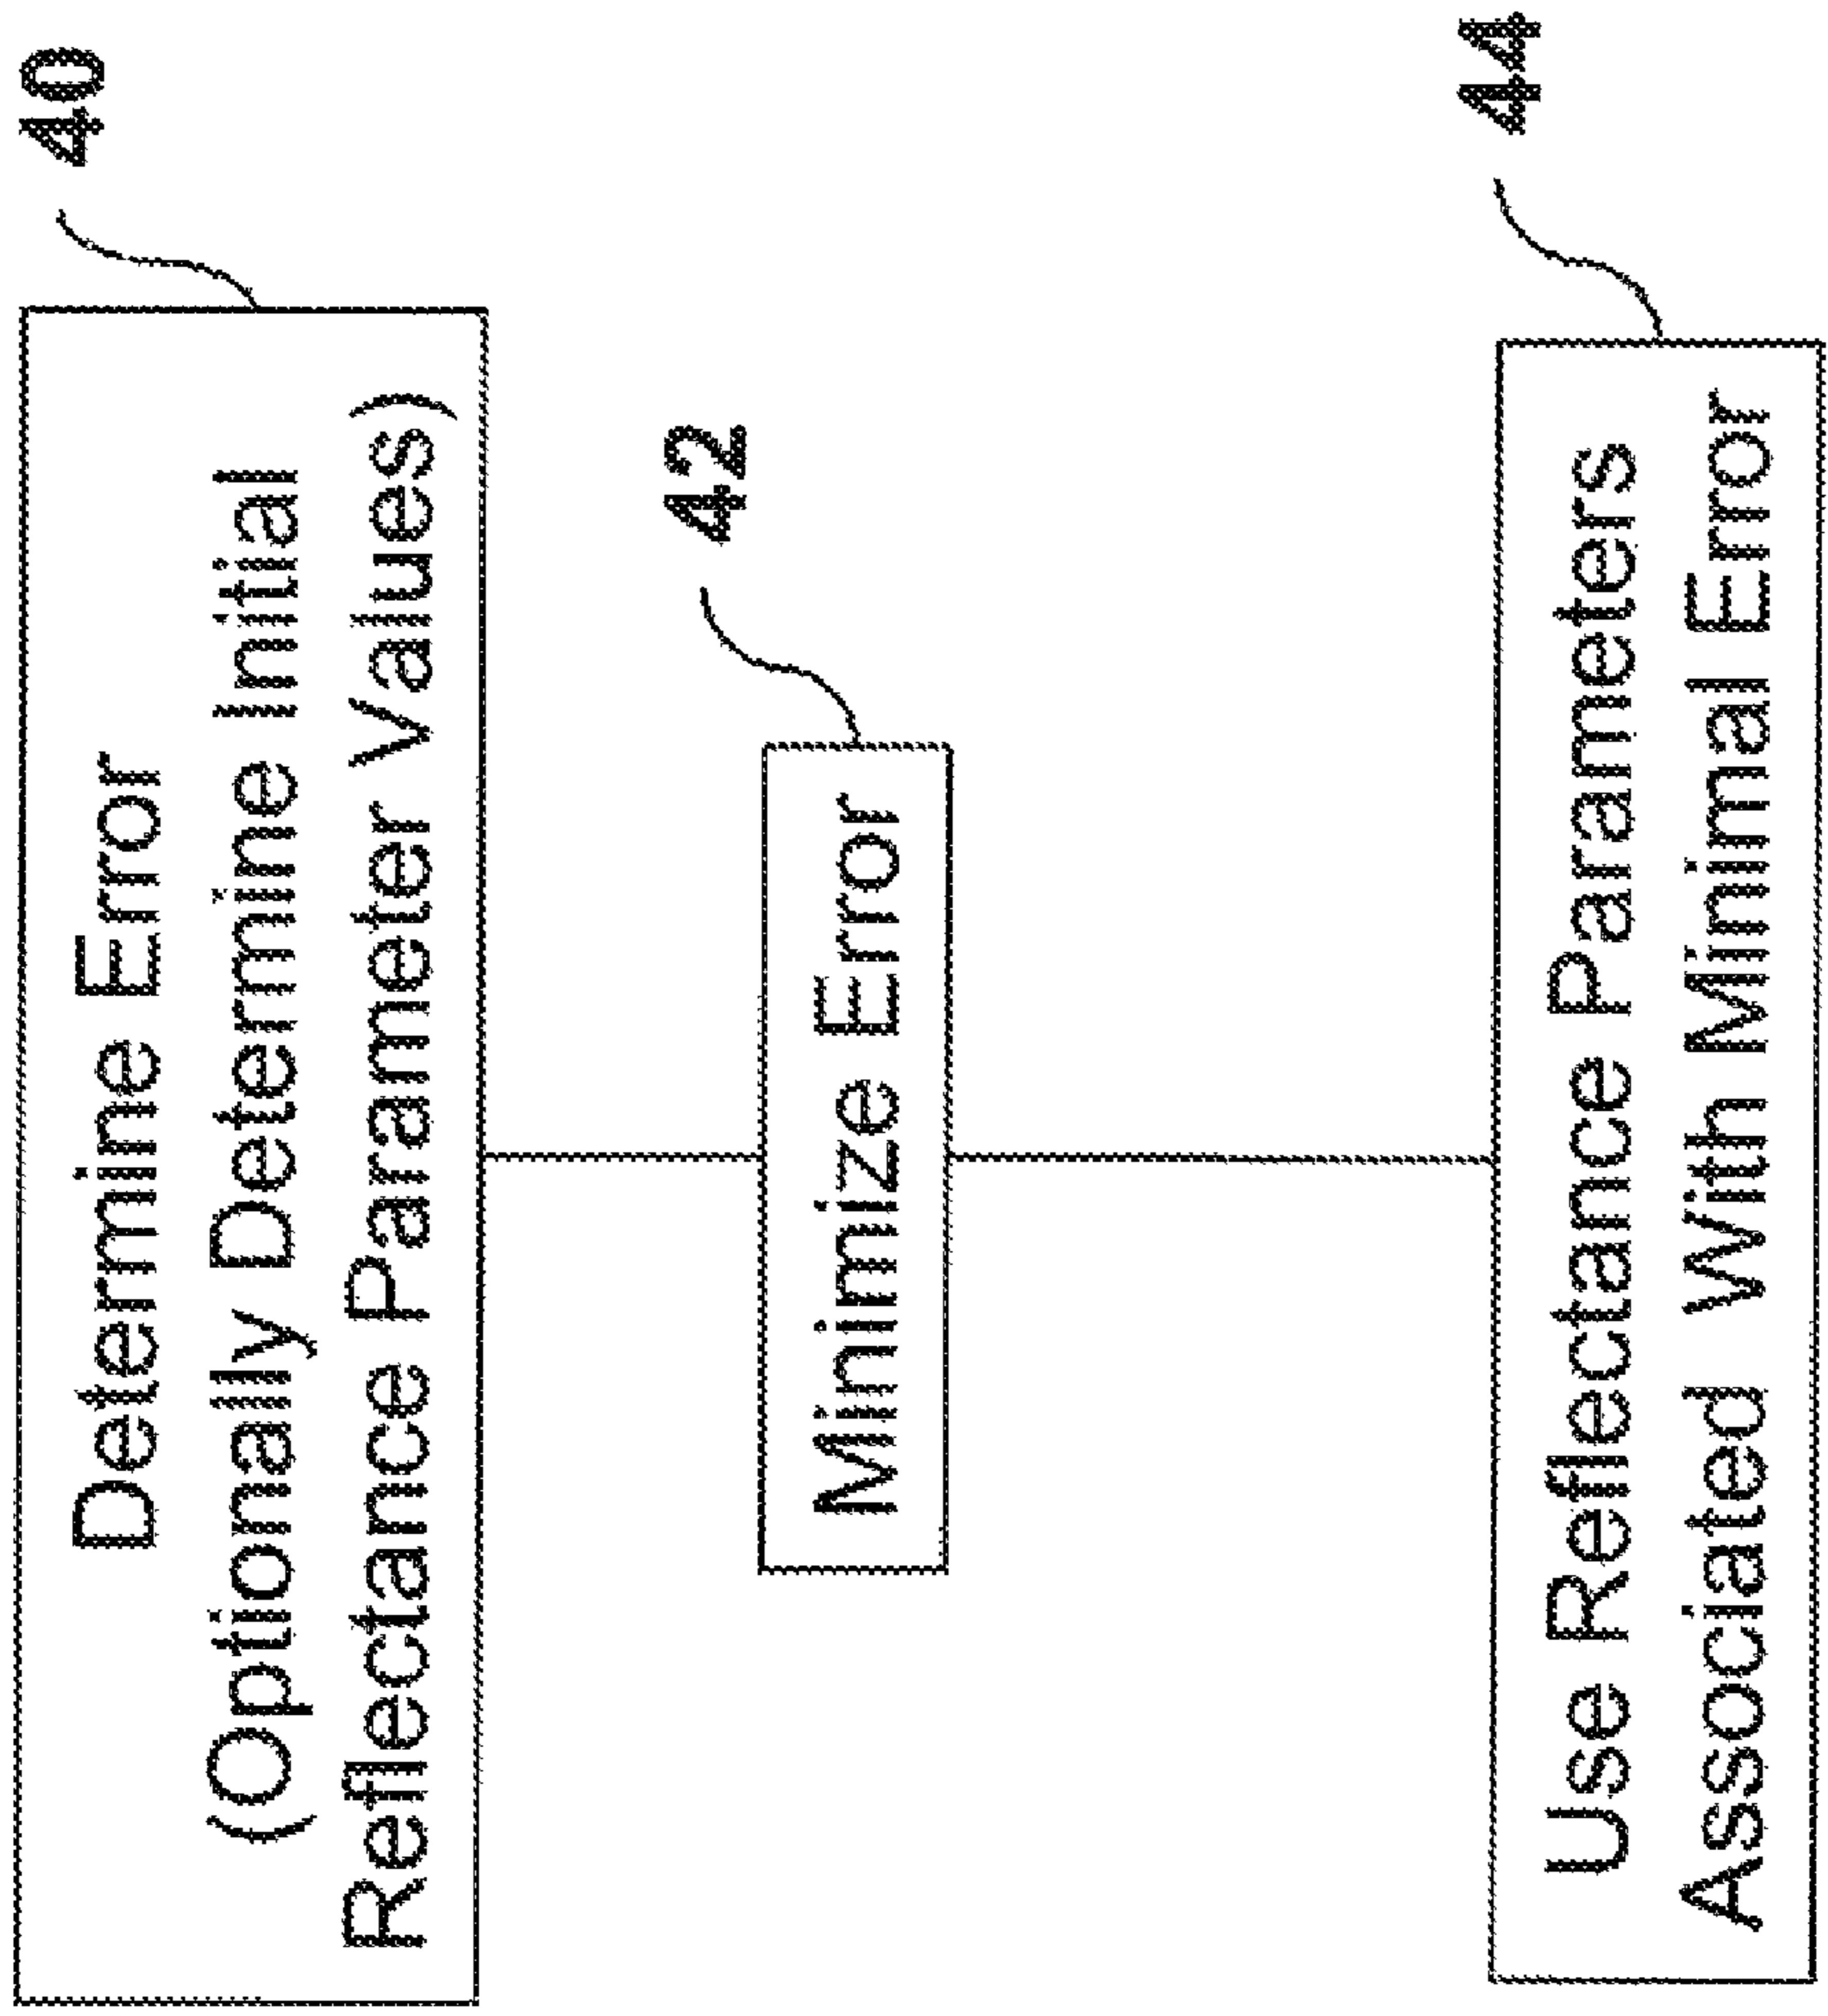 40
Determine Error
(Optionally Determine Initial
Reflectance Parameter Values)
42
Minimize Error
44
Use Reflectance Parameters
Associated With Minimal Error